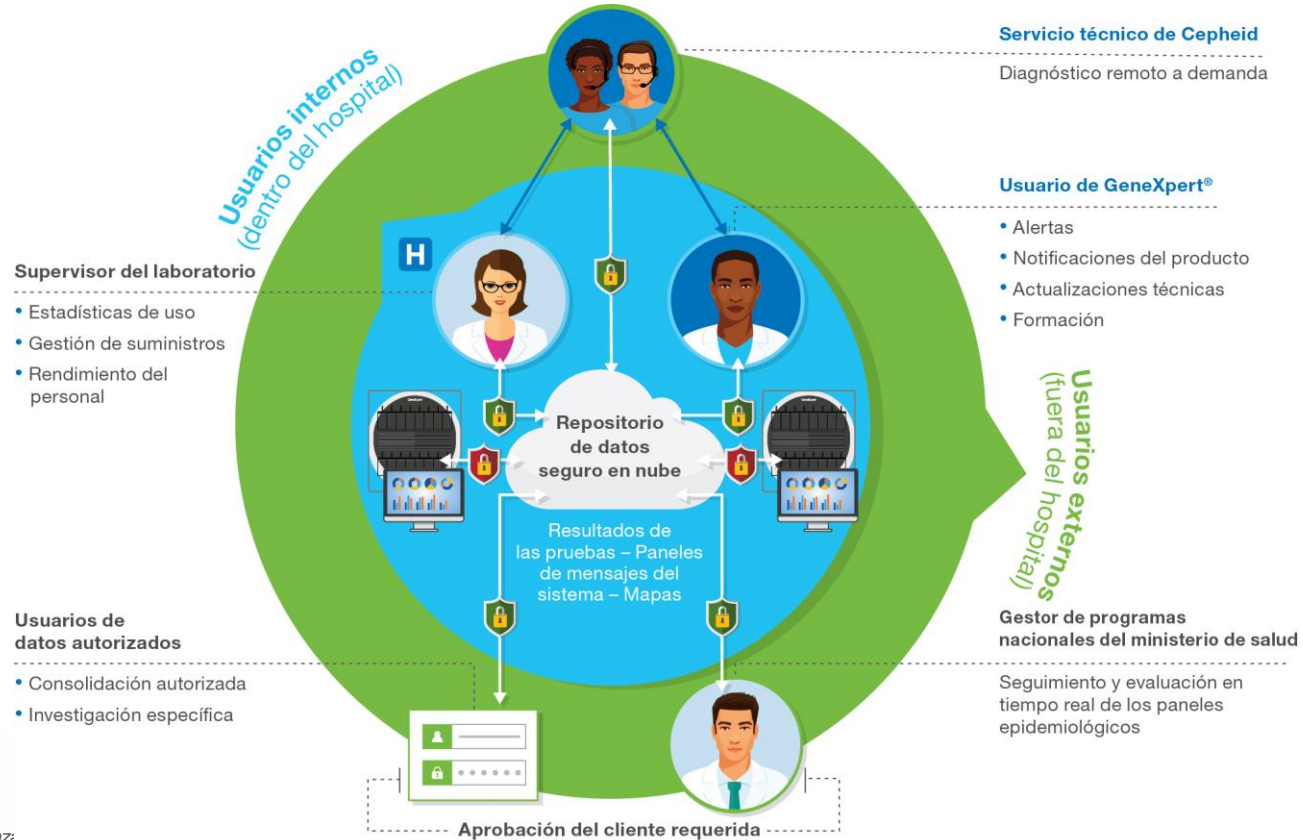 Servicio técnico de Cepheid
Diagnóstico remoto a demanda
Usuarios internos
(dentro del hospital)
Usuario de GeneXpert®
• Alertas
• Notificaciones del producto
• Actualizaciones técnicas
• Formación
H
Supervisor del laboratorio
• Estadísticas de uso
• Gestión de suministros
• Rendimiento del
personal
Repositorio
de datos
seguro en nube
Usuarios externos
(fuera del hospital)
Resultados de
las pruebas – Paneles
de mensajes del
sistema – Mapas
Usuarios de
datos autorizados
• Consolidación autorizada
• Investigación específica
Gestor de programas
nacionales del ministerio de salud
Seguimiento y evaluación en
tiempo real de los paneles
epidemiológicos
Aprobación del cliente requerida